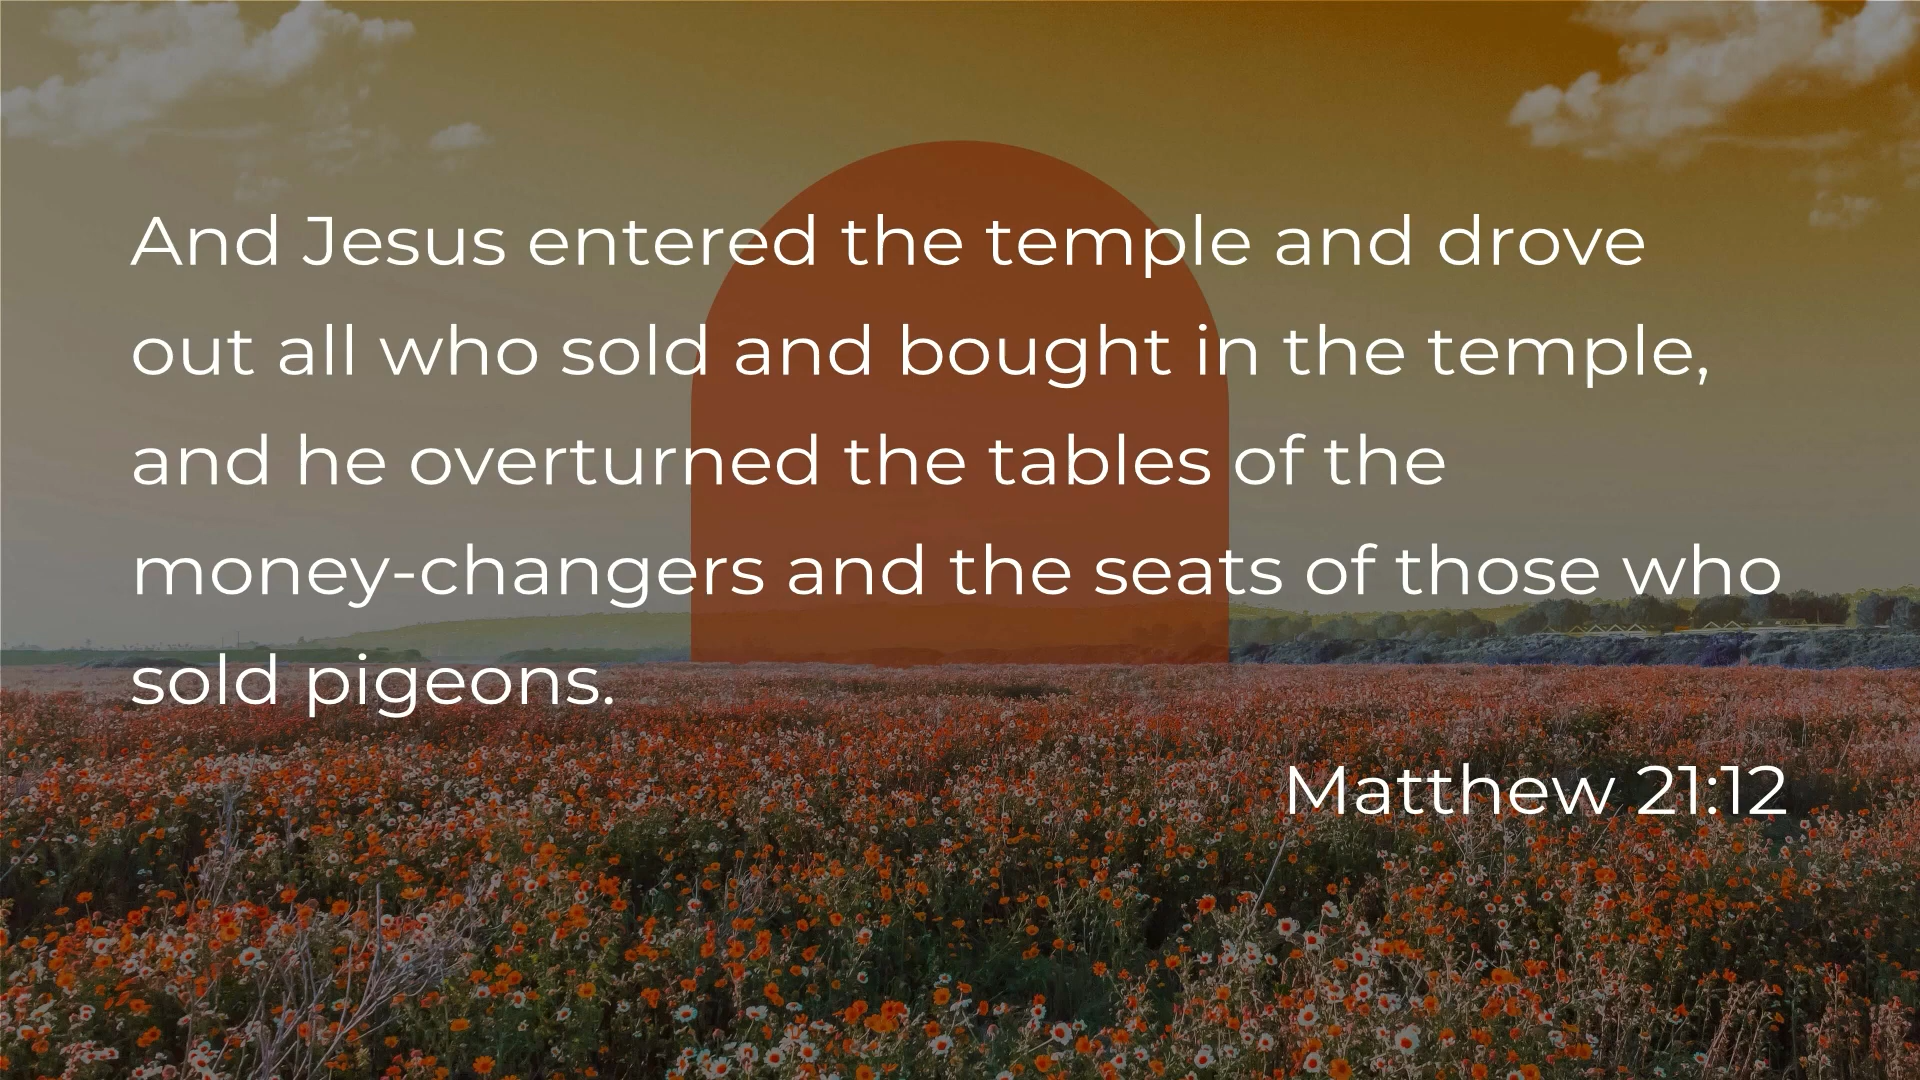 And Jesus entered the temple and drove
out all who sold and bought in the temple,
and he overturned the tables of the
money-changers and the seats of those who
sold pigeons.
Matthew 21:12